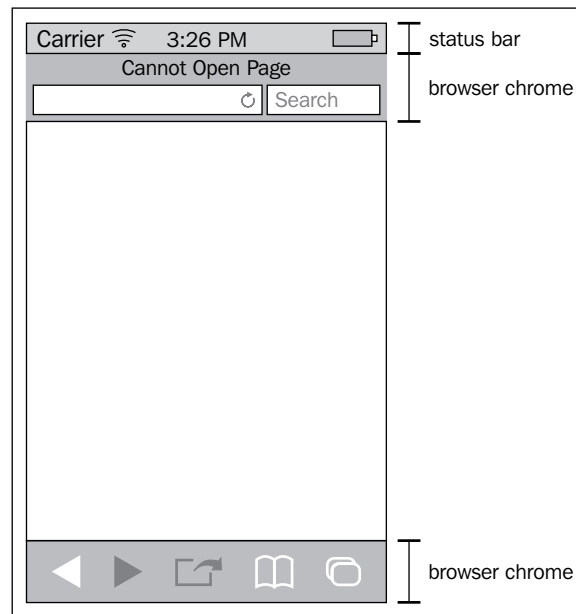 Carrier 3:26 PM
status bar
Cannot Open Page
browser chrome
Search
browser chrome